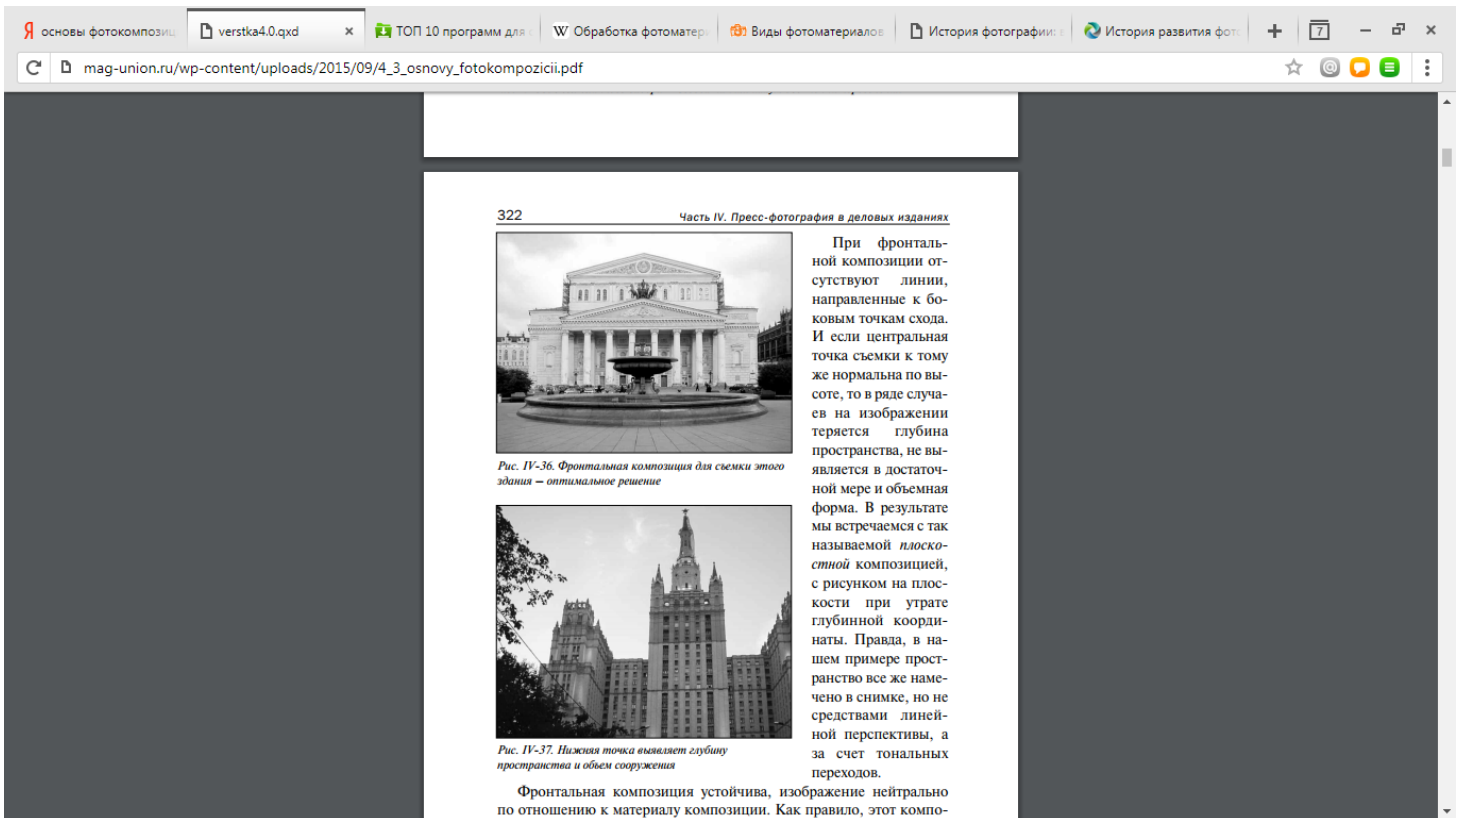 основы фотокомпозиц
verstka4.0.qxd
ТОП 10 программ для
W Обработка фотоматер
Виды фотоматериалов
История фотографии:
История развития фот
7
mag-union.ru/wp-content/uploads/2015/09/4_3_osnovy_fotokompozicii.pdf
322
Часть IV. Пресс-фотография в деловых изданиях
Рис. IV-36. Фронтальная композиция для съемки этого
здания — оптимальное решение
Рис. IV-37. Нижняя точка выявляет глубину
пространства и объем сооружения
При фронталь-
ной композиции от-
сутствуют линии,
направленные к бо-
ковым точкам схода.
И если центральная
точка съемки к тому
же нормальна по вы-
соте, то в ряде случа-
ев на изображении
теряется глубина
пространства, не вы-
является в достаточ-
ной мере и объемная
форма. В результате
мы встречаемся с так
называемой плоско-
стной композицией,
с рисунком на плос-
кости при утрате
глубинной коорди-
наты. Правда, в на-
шем примере прост-
ранство все же наме-
чено в снимке, но не
средствами линей-
ной перспективы, а
за счет тональных
переходов.
Фронтальная композиция устойчива, изображение нейтрально
по отношению к материалу композиции. Как правило, этот компо-